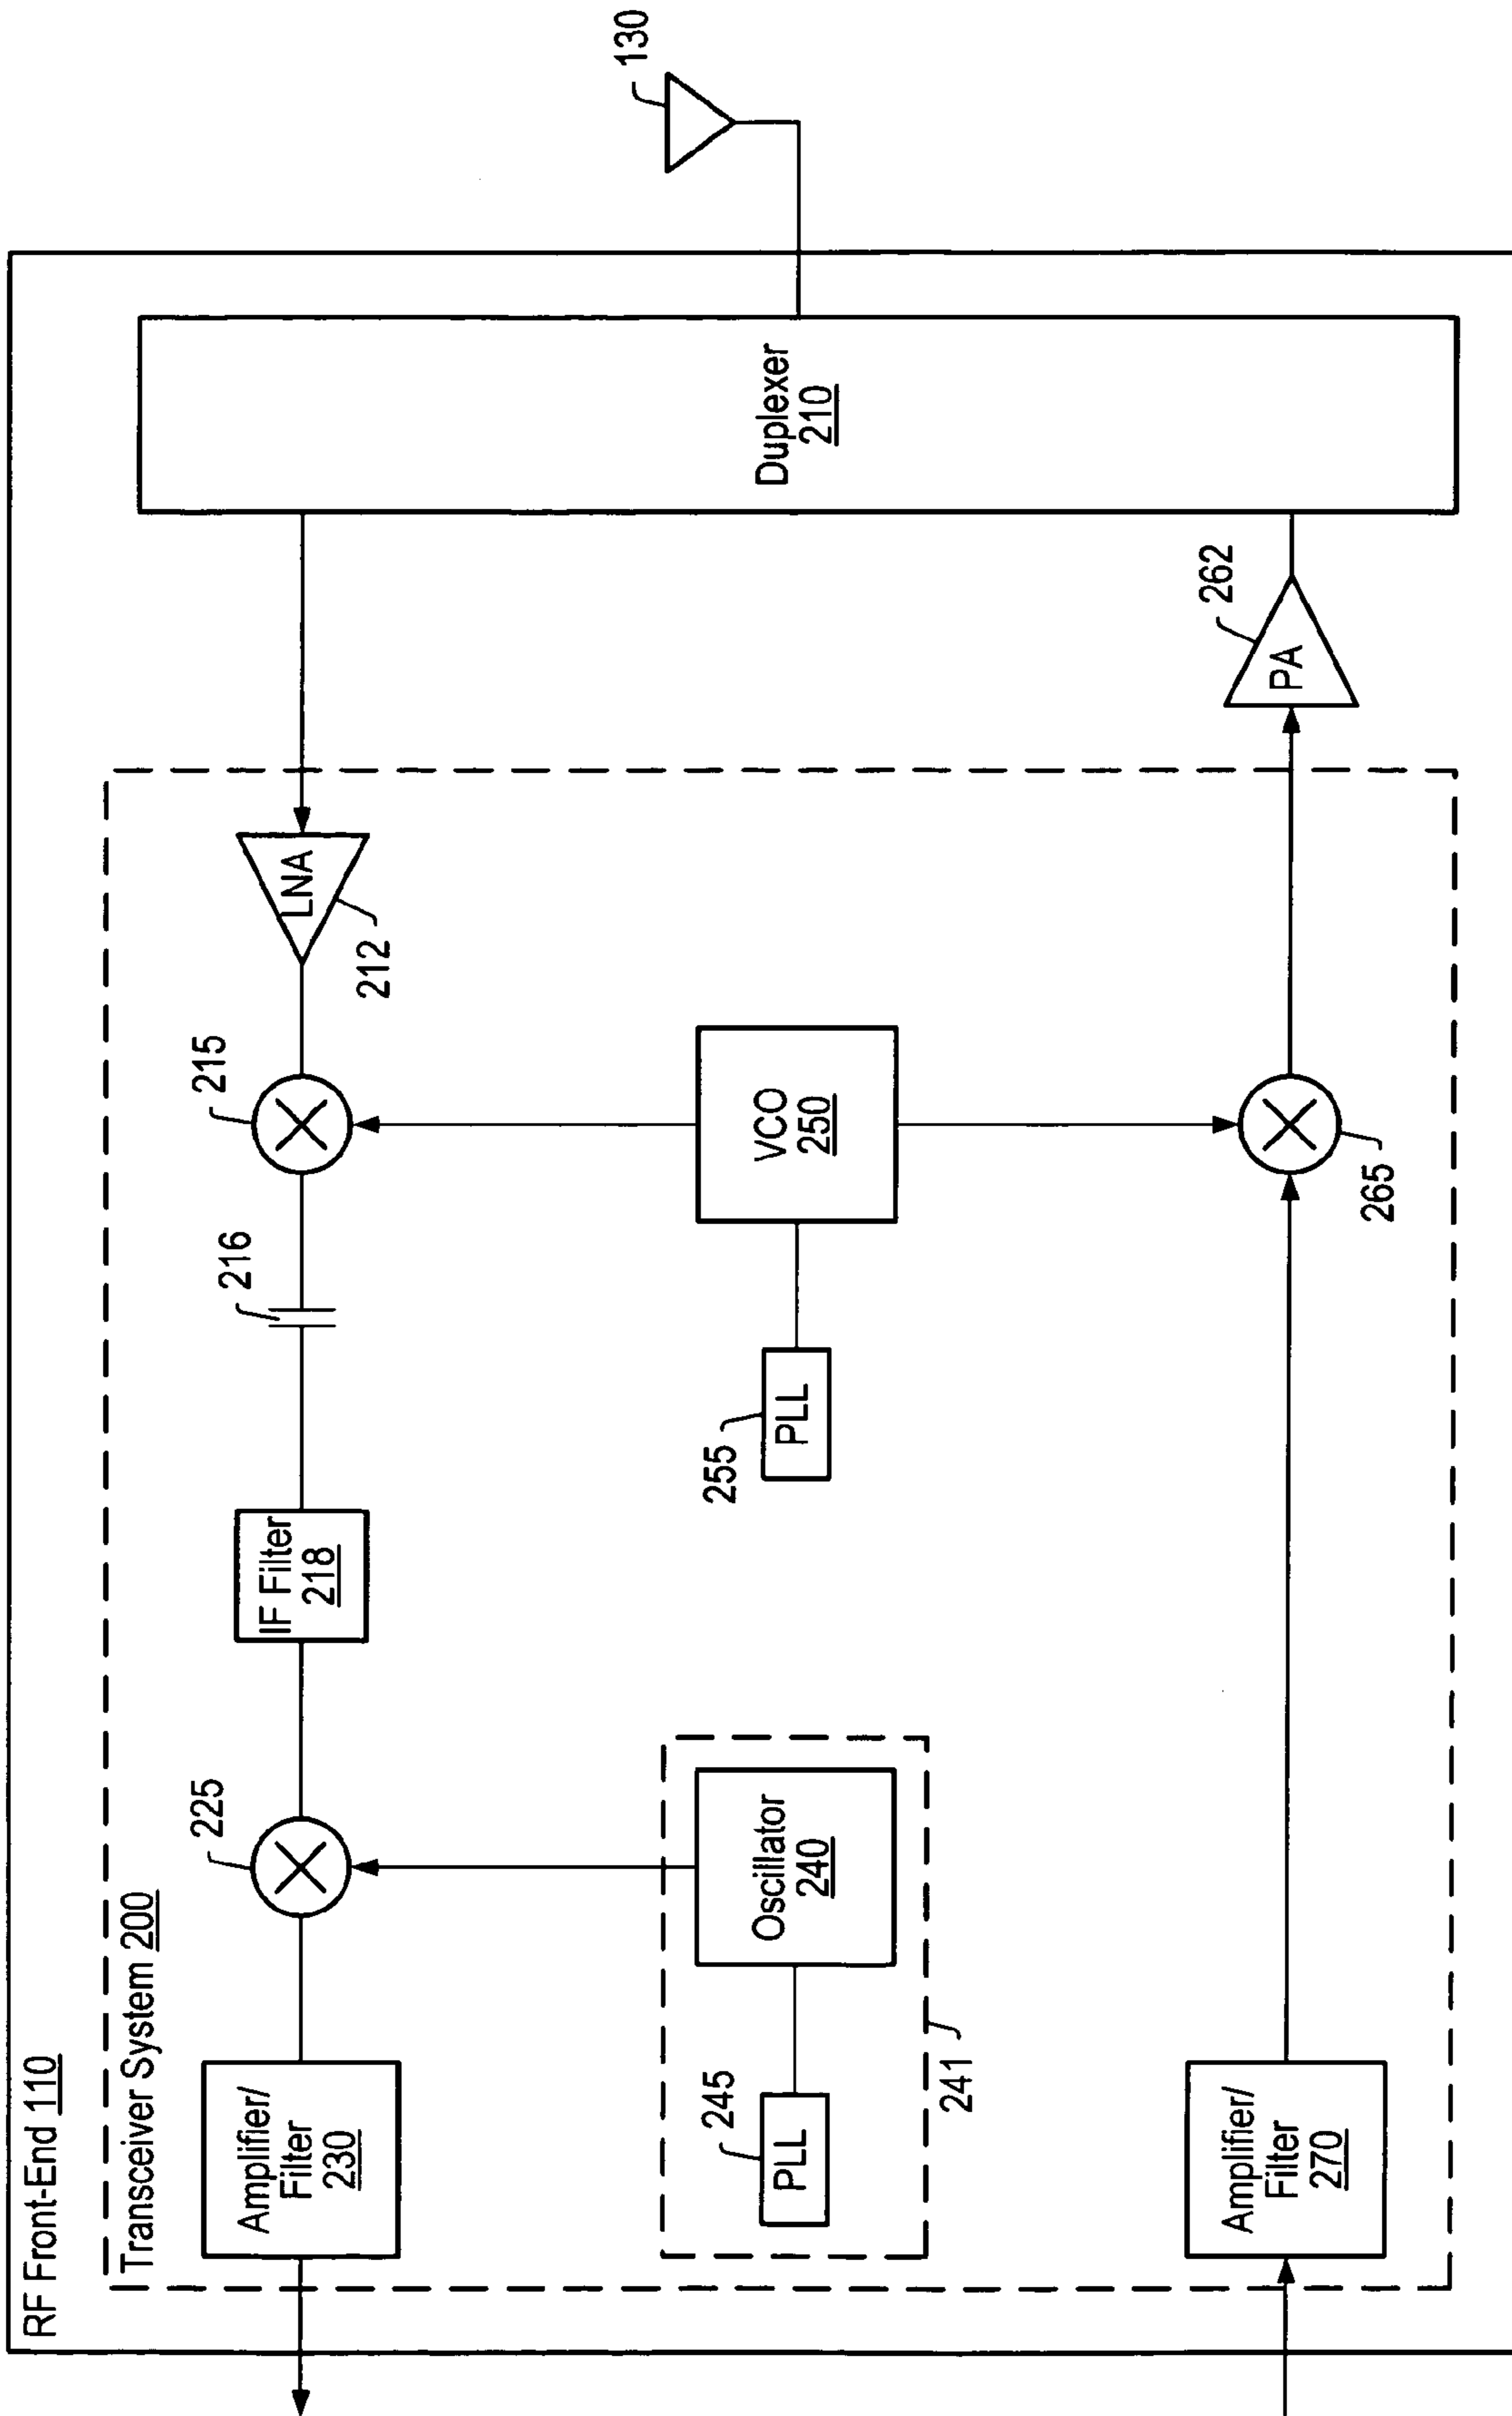 RF Front-End 110
Transceiver System 200
Amplifier/
Filter
230
225
IF Filter
218
216
215
LNA
212
Duplexer
210
130
PLL
245
Oscillator
240
241
PLL
255
VCO
250
Amplifier/
Filter
270
265
PA
262